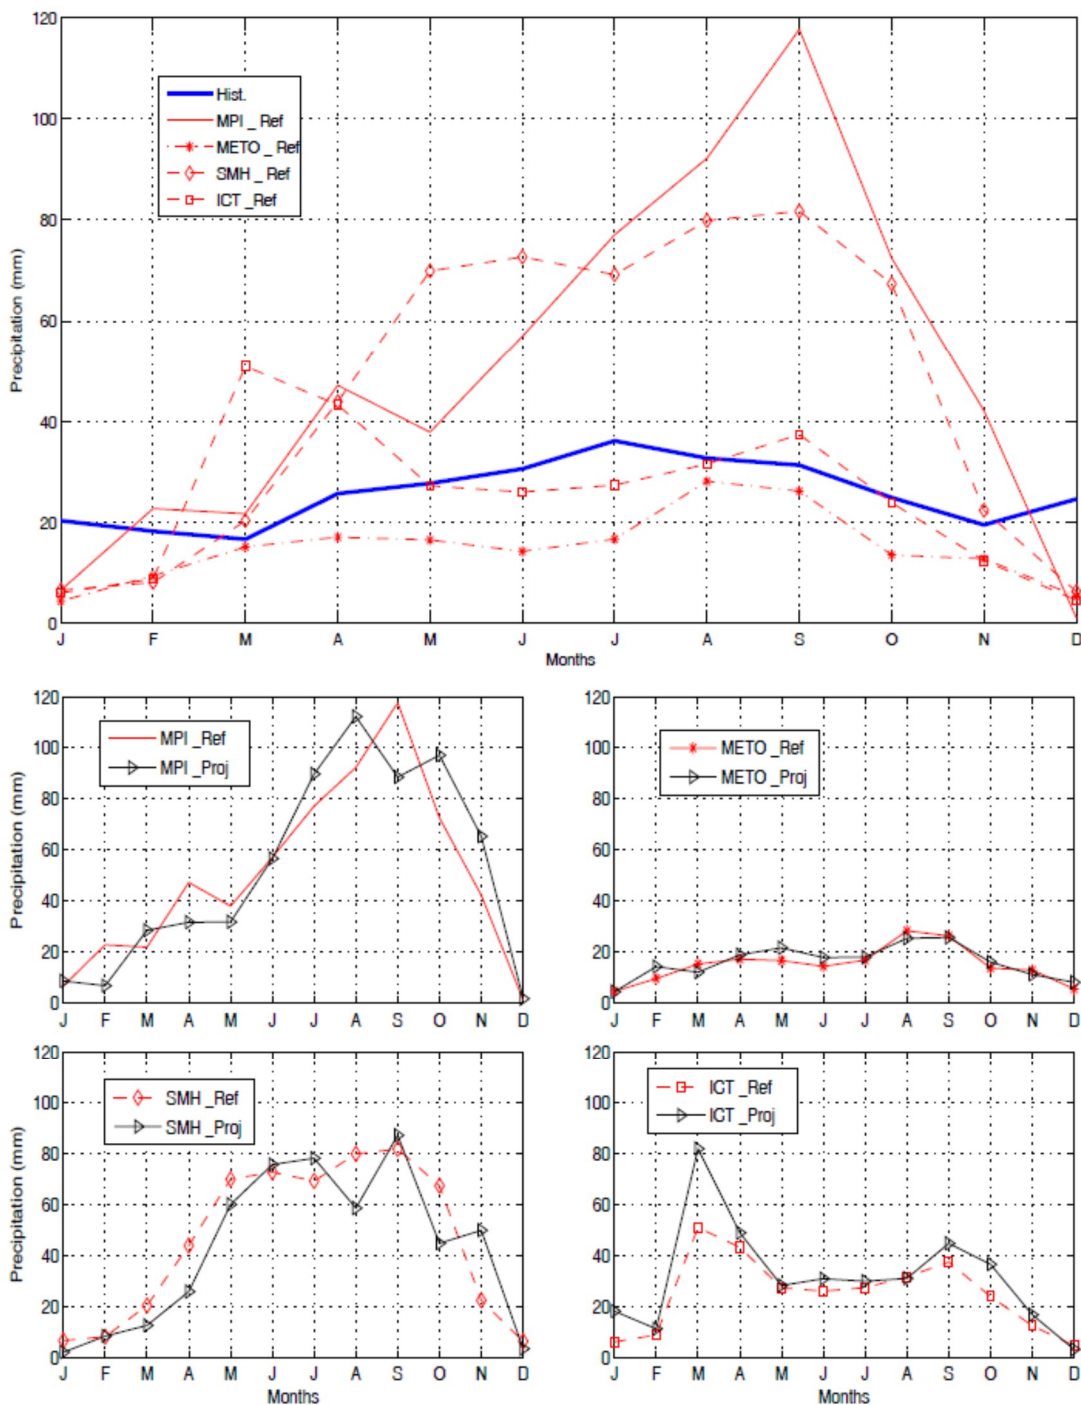 120
100
80
60
40
20
0
Precipitation (mm)
Hist.
MPI _ Ref
METO _ Ref
SMH _ Ref
ICT _Ref
J F M A M J J A S O N D
Months
120
100
80
60
40
20
0
Precipitation (mm)
MPI _Ref
MPI _Proj
J F M A M J J A S O N D
120
100
80
60
40
20
0
METO _Ref
METO _Proj
J F M A M J J A S O N D
120
100
80
60
40
20
0
Precipitation (mm)
SMH _Ref
SMH _Proj
J F M A M J J A S O N D
Months
120
100
80
60
40
20
0
ICT _Ref
ICT _Proj
J F M A M J J A S O N D
Months